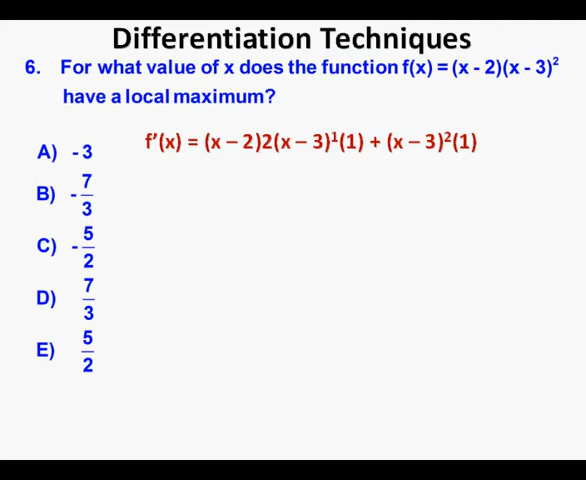 Differentiation Techniques
6. For what value of x does the function f(x) = (x - 2)(x - 3)²
have a local maximum?
f'(x) = (x – 2)2(x – 3)¹(1) + (x – 3)²(1)
A) - 3
B) - 7/3
C) - 5/2
D) 7/3
E) 5/2